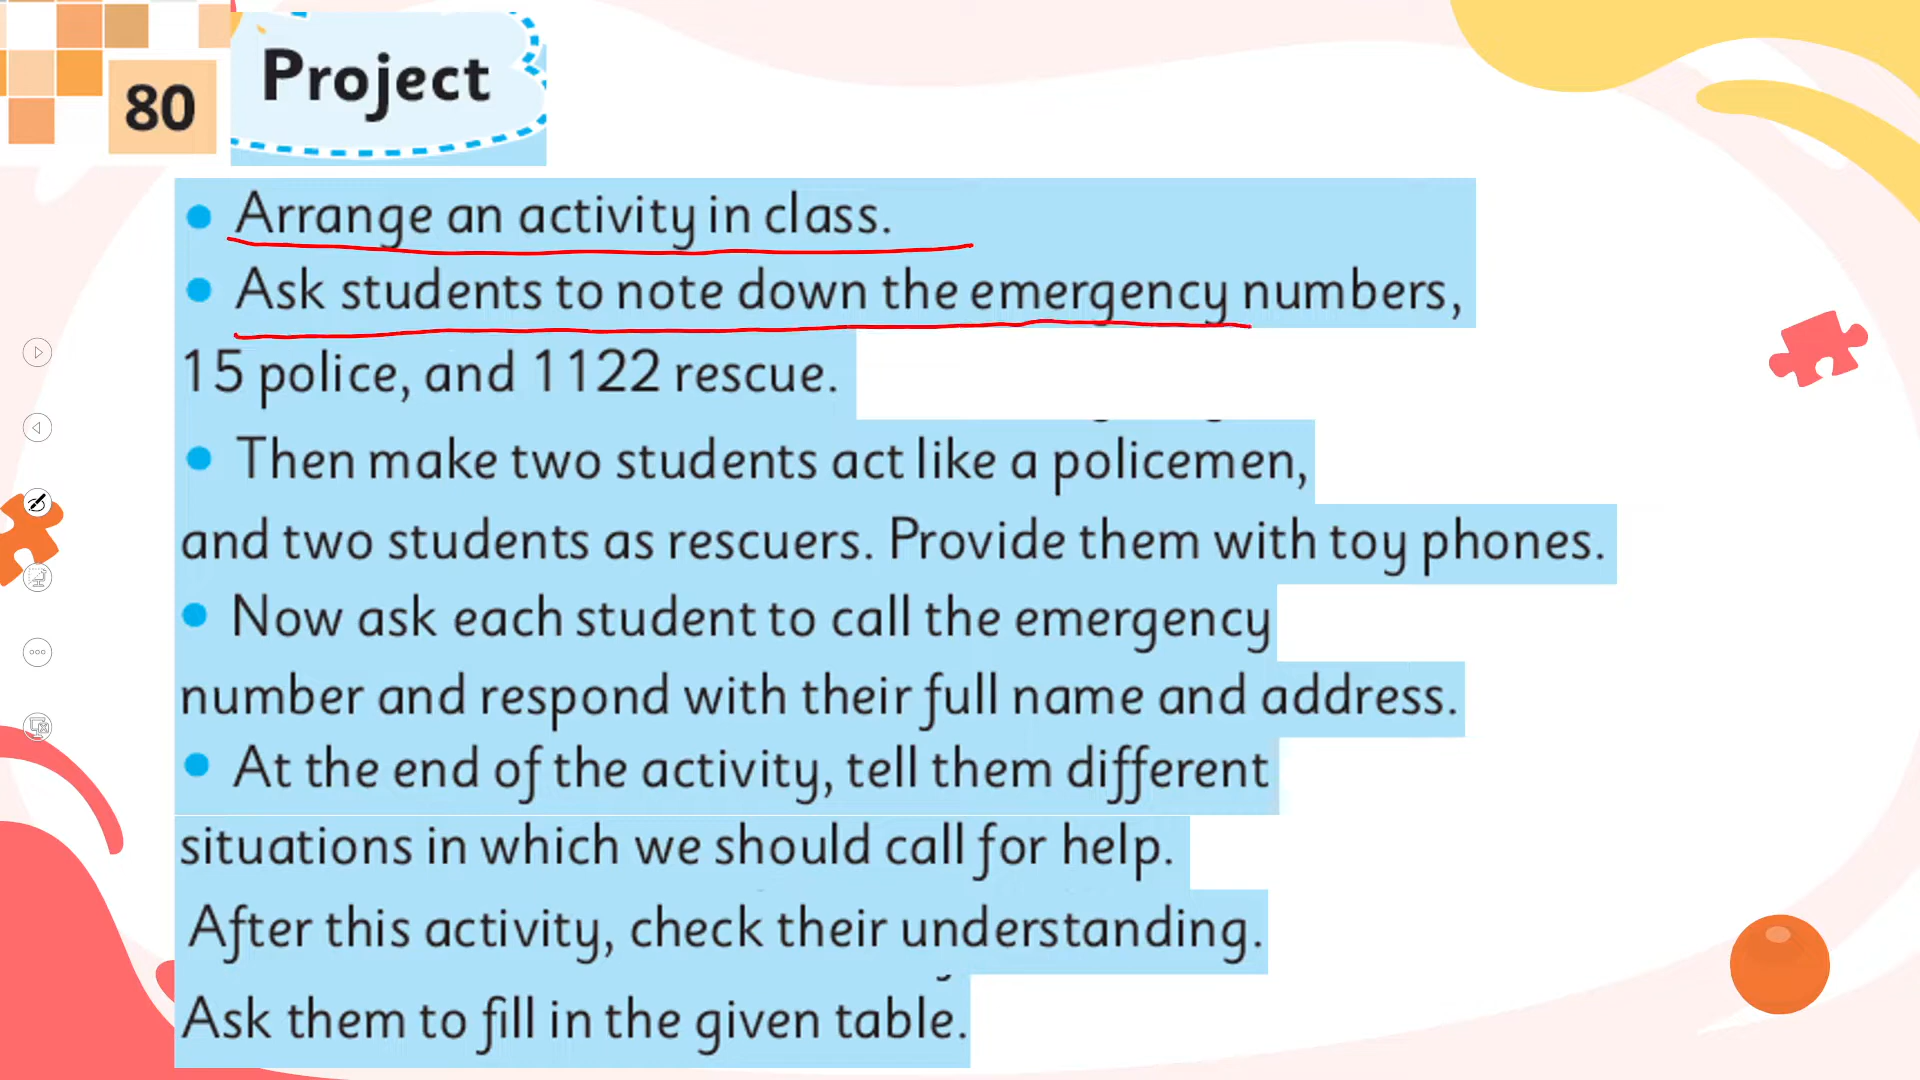 80
Project
• Arrange an activity in class.
• Ask students to note down the emergency numbers,
15 police, and 1122 rescue.
• Then make two students act like a policemen,
and two students as rescuers. Provide them with toy phones.
• Now ask each student to call the emergency
number and respond with their full name and address.
• At the end of the activity, tell them different
situations in which we should call for help.
After this activity, check their understanding.
Ask them to fill in the given table.